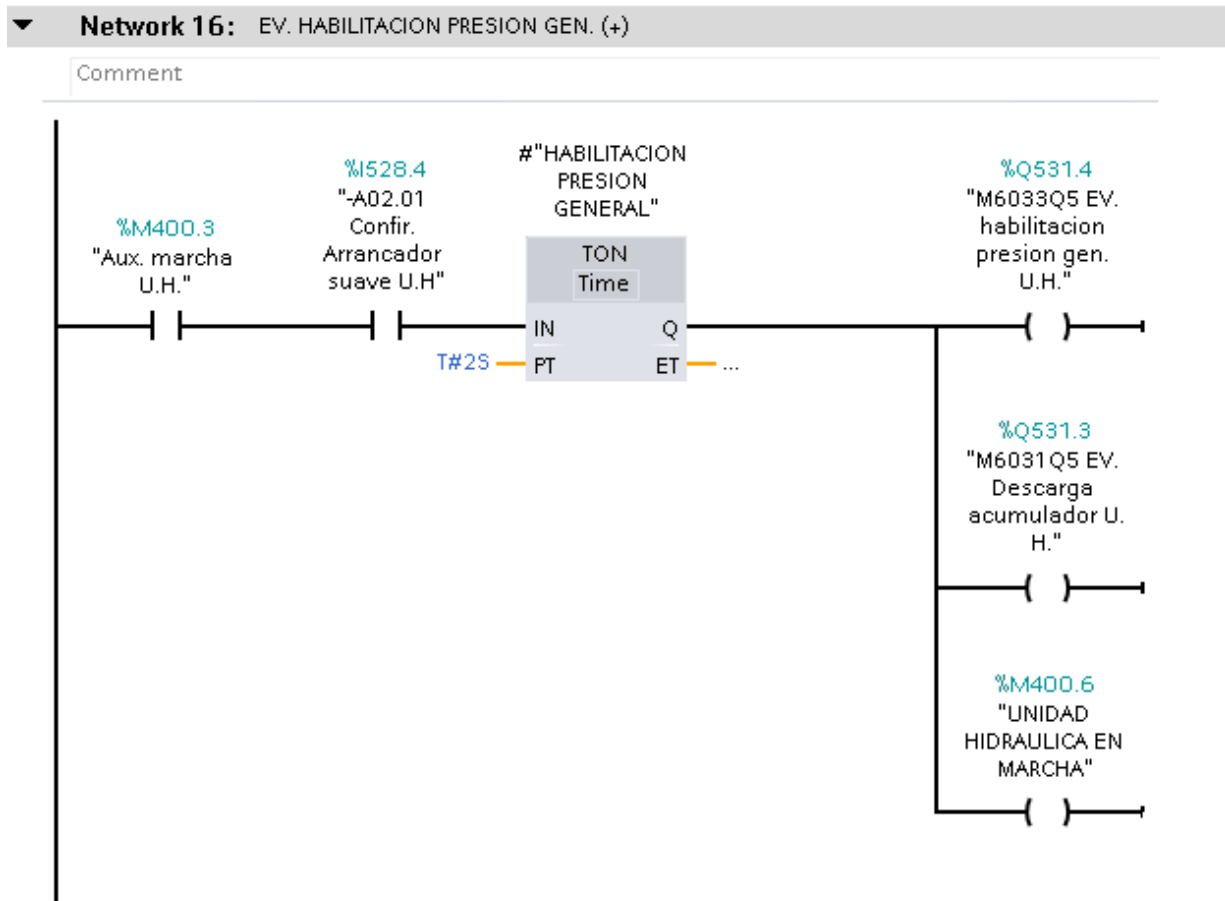 Network 16: EV. HABILITACION PRESION GEN. (+)
Comment
%M400.3
"Aux. marcha
U.H."
%I528.4
"-A02.01
Confir.
Arrancador
suave U.H"
#"HABILITACION
PRESION
GENERAL"
TON
Time
IN Q
T#2S PT ET ...
%Q531.4
"M6033Q5 EV.
habilitacion
presion gen.
U.H."
%Q531.3
"M6031Q5 EV.
Descarga
acumulador U.
H."
%M400.6
"UNIDAD
HIDRAULICA EN
MARCHA"